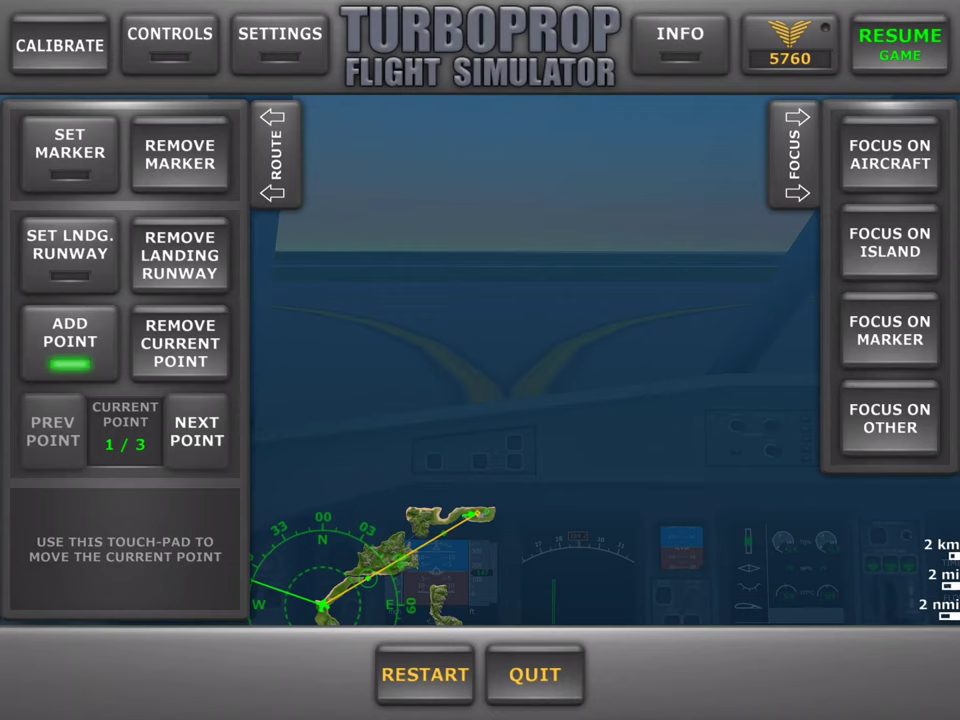 CALIBRATE
CONTROLS
SETTINGS
TURBOPROP
FLIGHT SIMULATOR
INFO
5760
RESUME
GAME
SET
MARKER
REMOVE
MARKER
ROUTE
FOCUS
FOCUS ON
AIRCRAFT
SET LNDG.
RUNWAY
REMOVE
LANDING
RUNWAY
FOCUS ON
ISLAND
ADD
POINT
REMOVE
CURRENT
POINT
FOCUS ON
MARKER
PREV
POINT
CURRENT
POINT
1 / 3
NEXT
POINT
FOCUS ON
OTHER
USE THIS TOUCH-PAD TO
MOVE THE CURRENT POINT
33
00
03
N
W
E
09
2 km
2 mi
2 nmi
RESTART
QUIT